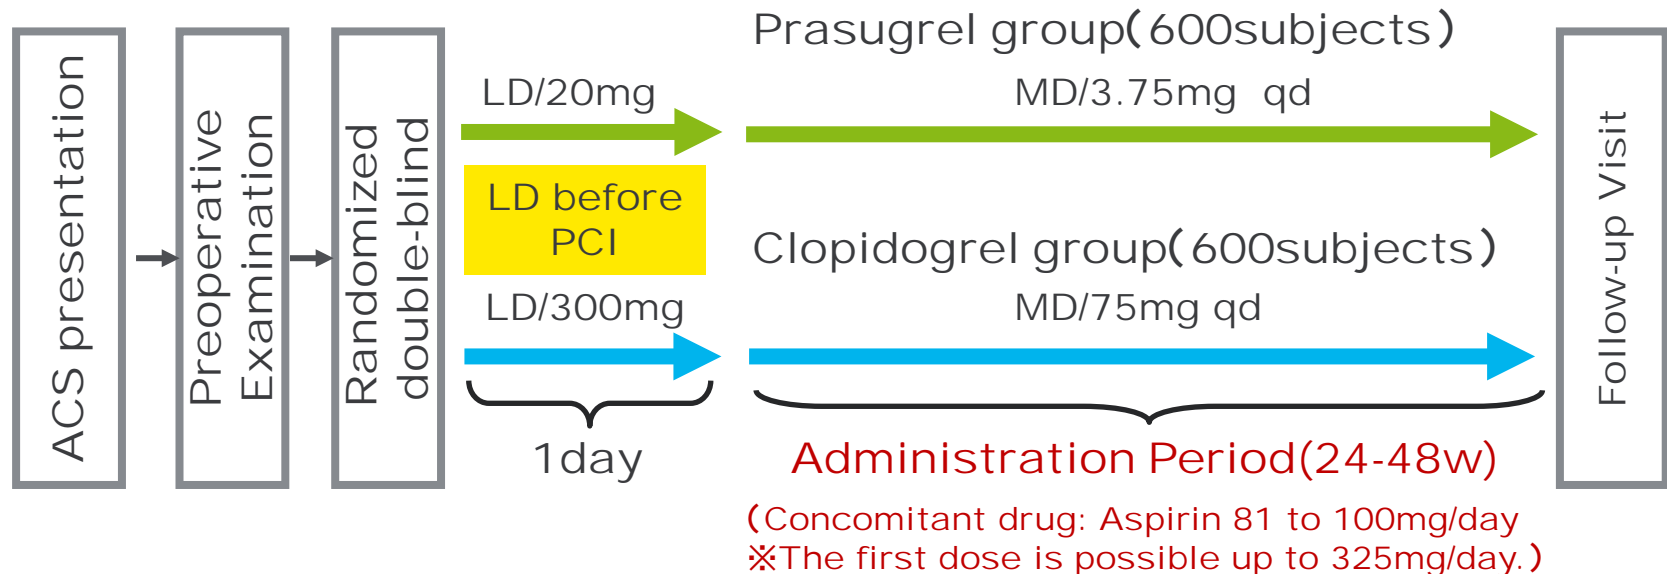 ACS presentation
Preoperative
Examination
Randomized
double-blind
Prasugrel group(600subjects)
LD/20mg
MD/3.75mg qd
LD before
PCI
Clopidogrel group(600subjects)
LD/300mg
MD/75mg qd
1day
Administration Period(24-48w)
(Concomitant drug: Aspirin 81 to 100mg/day
※The first dose is possible up to 325mg/day.)
Follow-up Visit